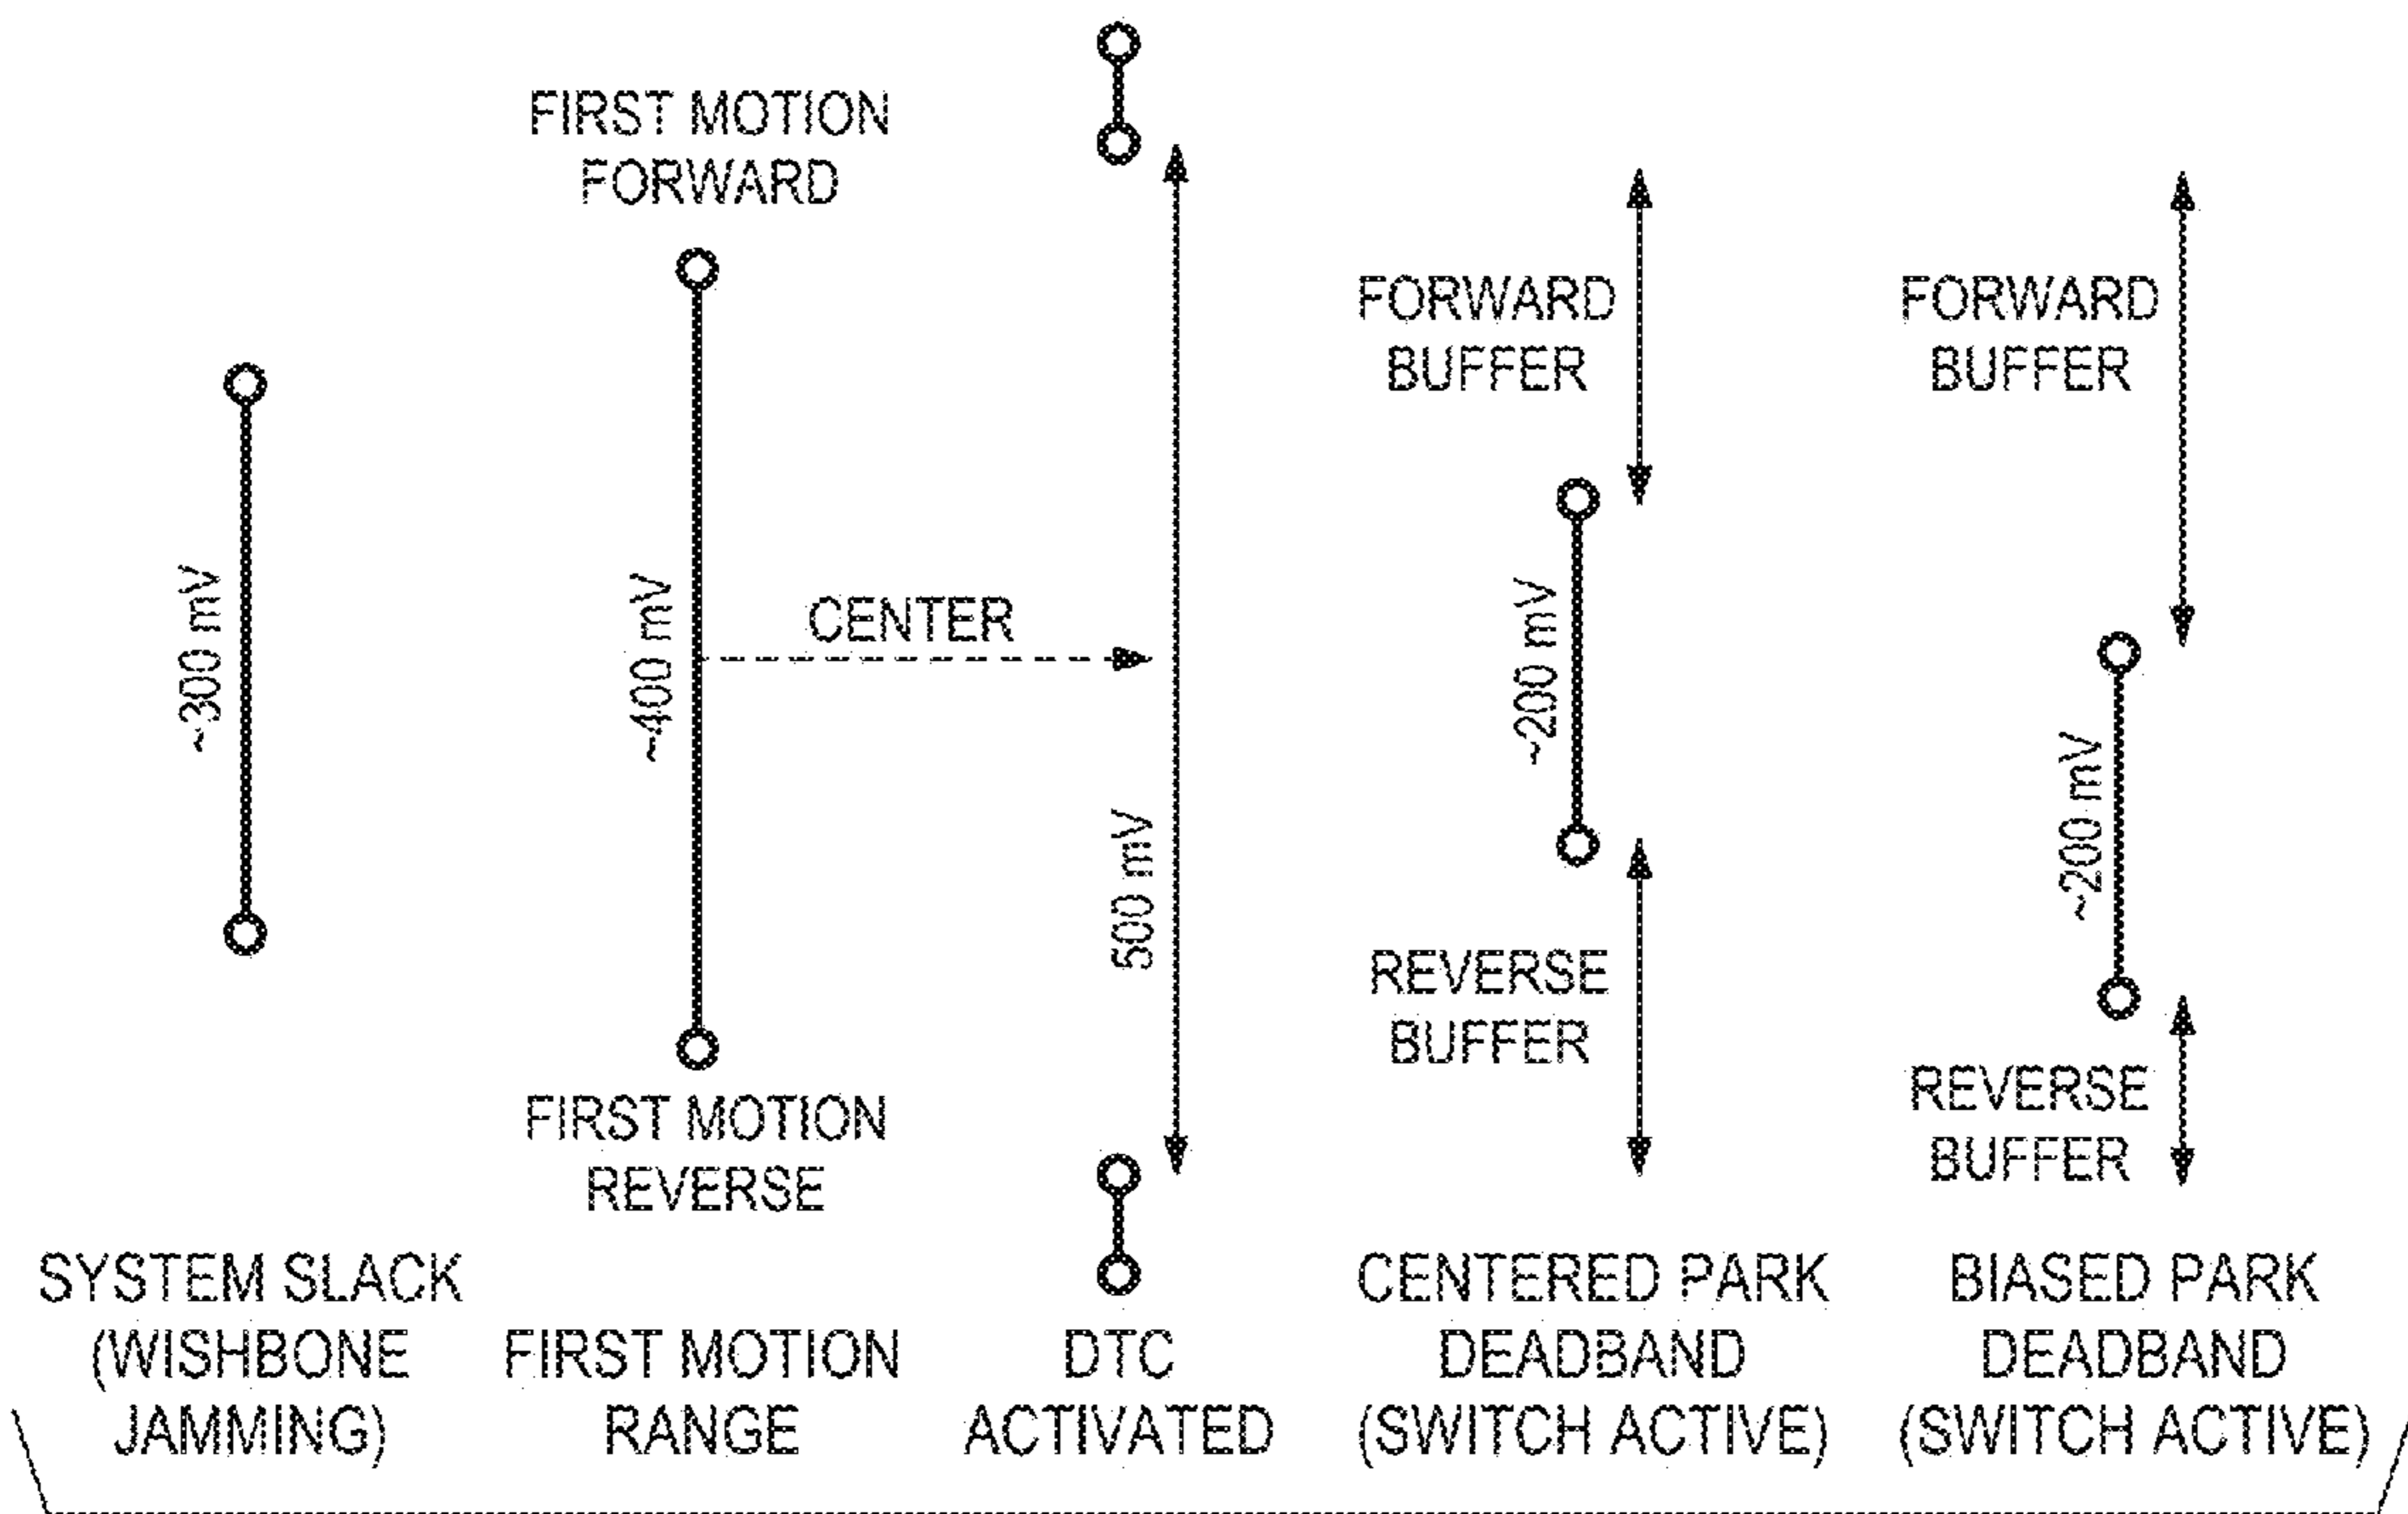 FIRST MOTION
FORWARD
FORWARD
BUFFER
FORWARD
BUFFER
~300 mV
~400 mV
CENTER
500 mV
~200 mV
~200 mV
REVERSE
BUFFER
REVERSE
BUFFER
FIRST MOTION
REVERSE
SYSTEM SLACK
(WISHBONE
JAMMING)
FIRST MOTION
RANGE
DTC
ACTIVATED
CENTERED PARK
DEADBAND
(SWITCH ACTIVE)
BIASED PARK
DEADBAND
(SWITCH ACTIVE)